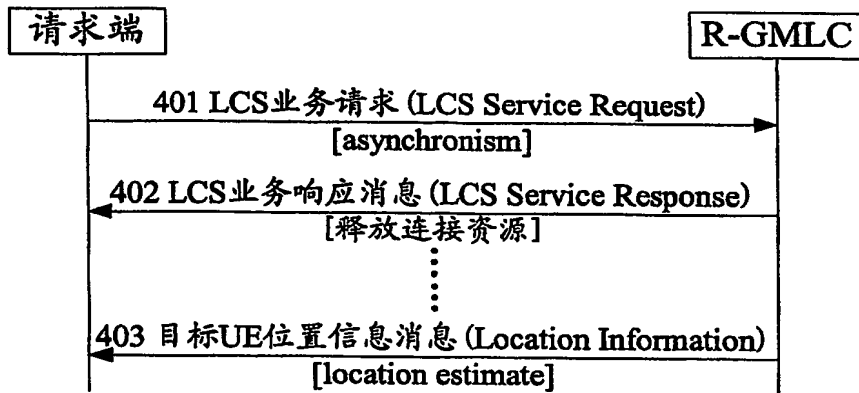 请求端
R-GMLC
401 LCS业务请求(LCS Service Request)
[asynchronism]
402 LCS业务响应消息(LCS Service Response)
[释放连接资源]
403 目标UE位置信息消息(Location Information)
[location estimate]